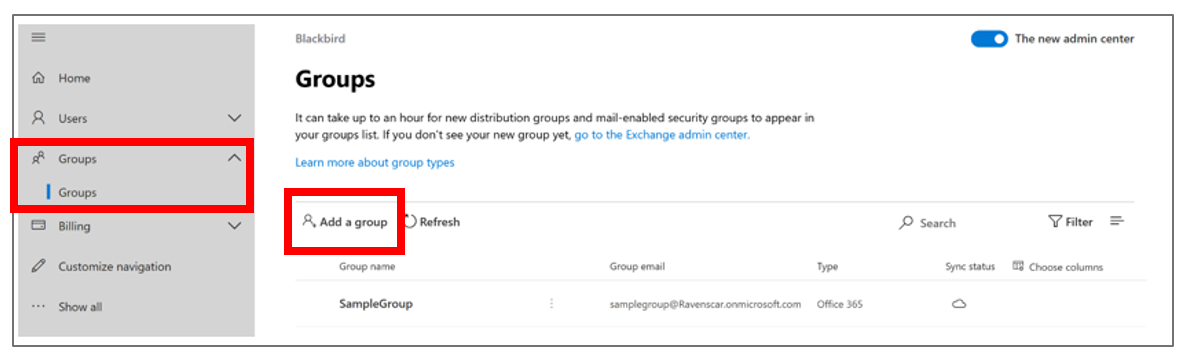 Blackbird
The new admin center
Home
Users
Groups
Groups
Billing
Customize navigation
Show all
Groups
It can take up to an hour for new distribution groups and mail-enabled security groups to appear in
your groups list. If you don't see your new group yet, go to the Exchange admin center.
Learn more about group types
Add a group Refresh Search Filter
Group name Group email Type Sync status Choose columns
SampleGroup samplegroup@Ravenscar.onmicrosoft.com Office 365